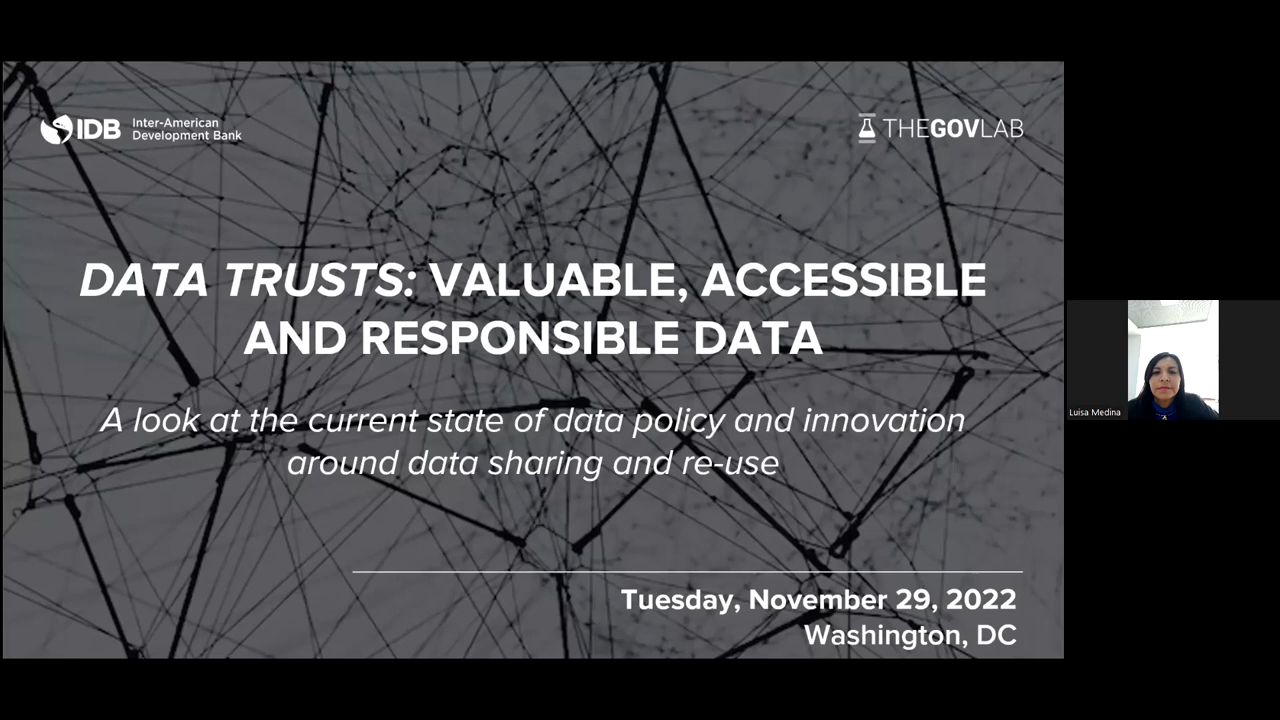 IDB
Inter-American
Development Bank
THEGOVLAB
DATA TRUSTS: VALUABLE, ACCESSIBLE
AND RESPONSIBLE DATA
A look at the current state of data policy and innovation
around data sharing and re-use
Tuesday, November 29, 2022
Washington, DC
Luisa Medina